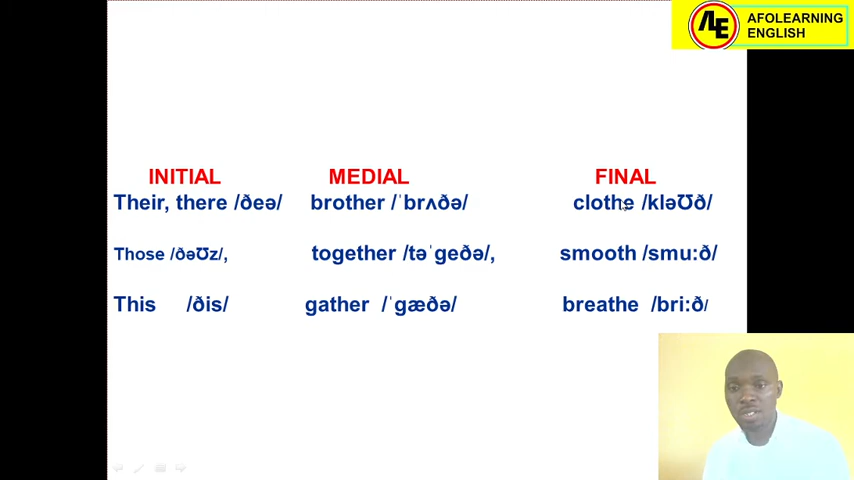 ΛE
AFOLEARNING
ENGLISH
INITIAL MEDIAL FINAL
Their, there /ðeə/ brother /ˈbrʌðə/ clothe /kləƱð/
Those /ðəƱz/, together /təˈgeðə/, smooth /smu:ð/
This /ðis/ gather /ˈgæðə/ breathe /bri:ð/